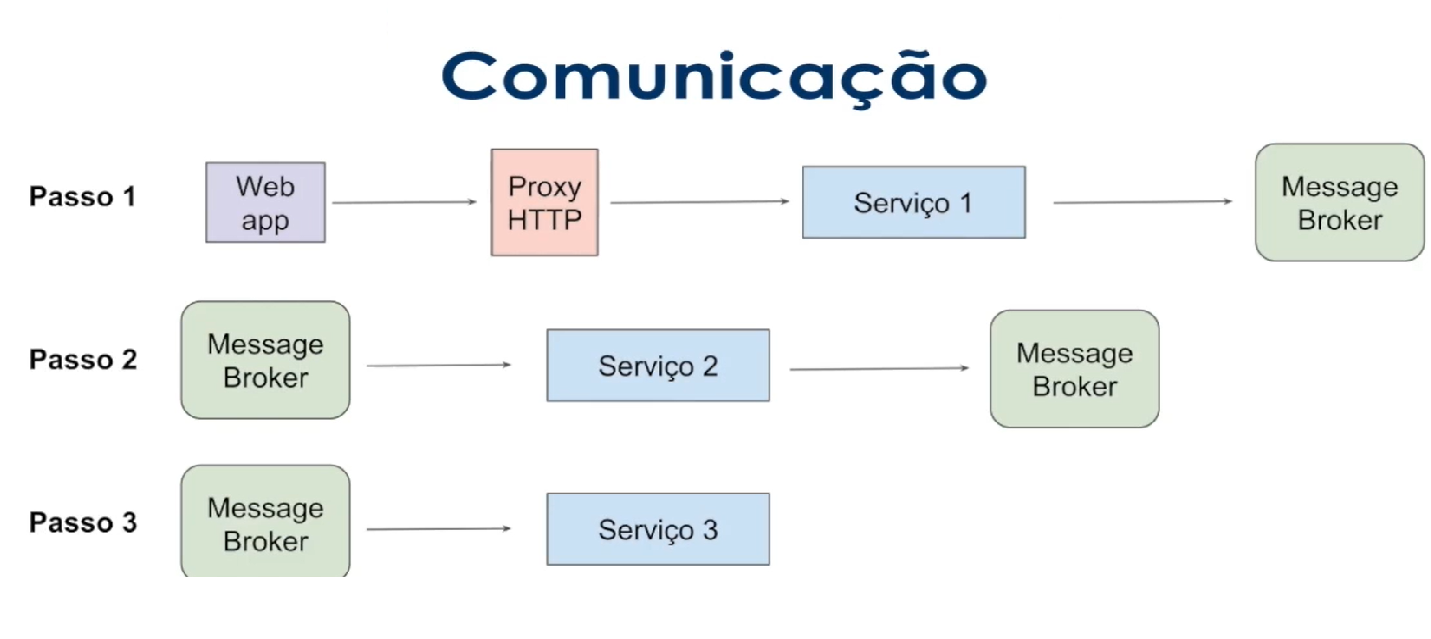 Comunicação
Passo 1
Web
app
Proxy
HTTP
Serviço 1
Message
Broker
Passo 2
Message
Broker
Serviço 2
Message
Broker
Passo 3
Message
Broker
Serviço 3